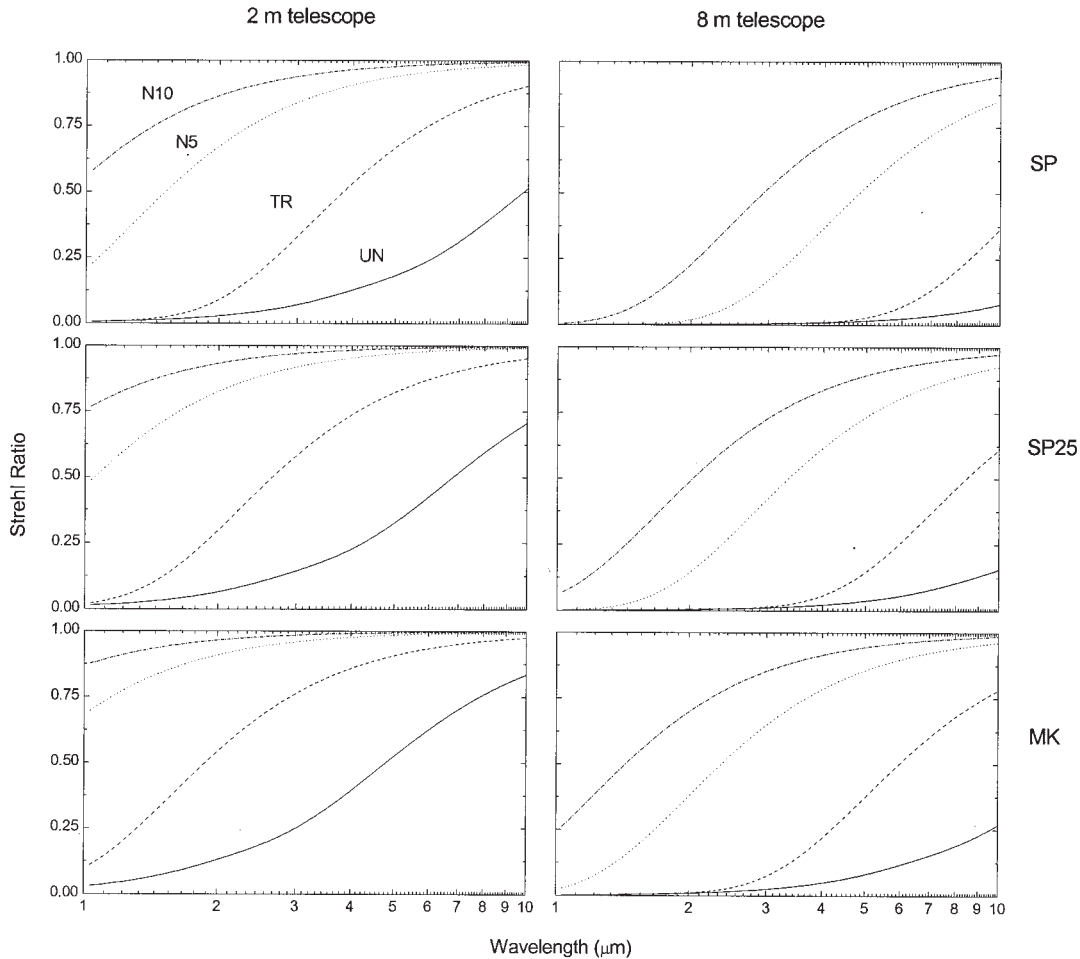 2 m telescope
8 m telescope
1.00
0.75
0.50
0.25
0.00
N10
N5
TR
UN
SP
1.00
0.75
0.50
0.25
0.00
SP25
1.00
0.75
0.50
0.25
0.00
MK
Strehl Ratio
1 2 3 4 5 6 7 8 9 10
1 2 3 4 5 6 7 8 9 10
Wavelength (μm)